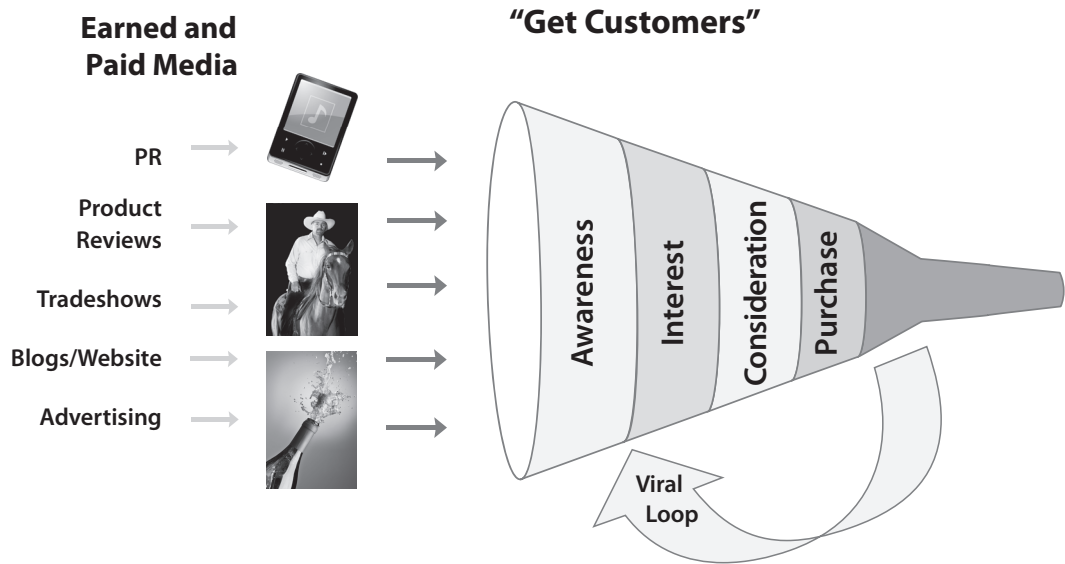 Earned and
Paid Media
“Get Customers”
PR
Product
Reviews
Tradeshows
Blogs/Website
Advertising
Awareness
Interest
Consideration
Purchase
Viral
Loop